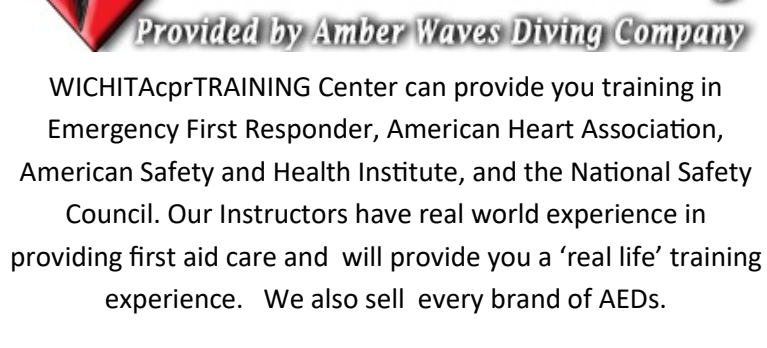 Provided by Amber Waves Diving Company
WICHITAcprTRAINING Center can provide you training in
Emergency First Responder, American Heart Association,
American Safety and Health Institute, and the National Safety
Council. Our Instructors have real world experience in
providing first aid care and  will provide you a ‘real life’ training
experience.   We also sell  every brand of AEDs.